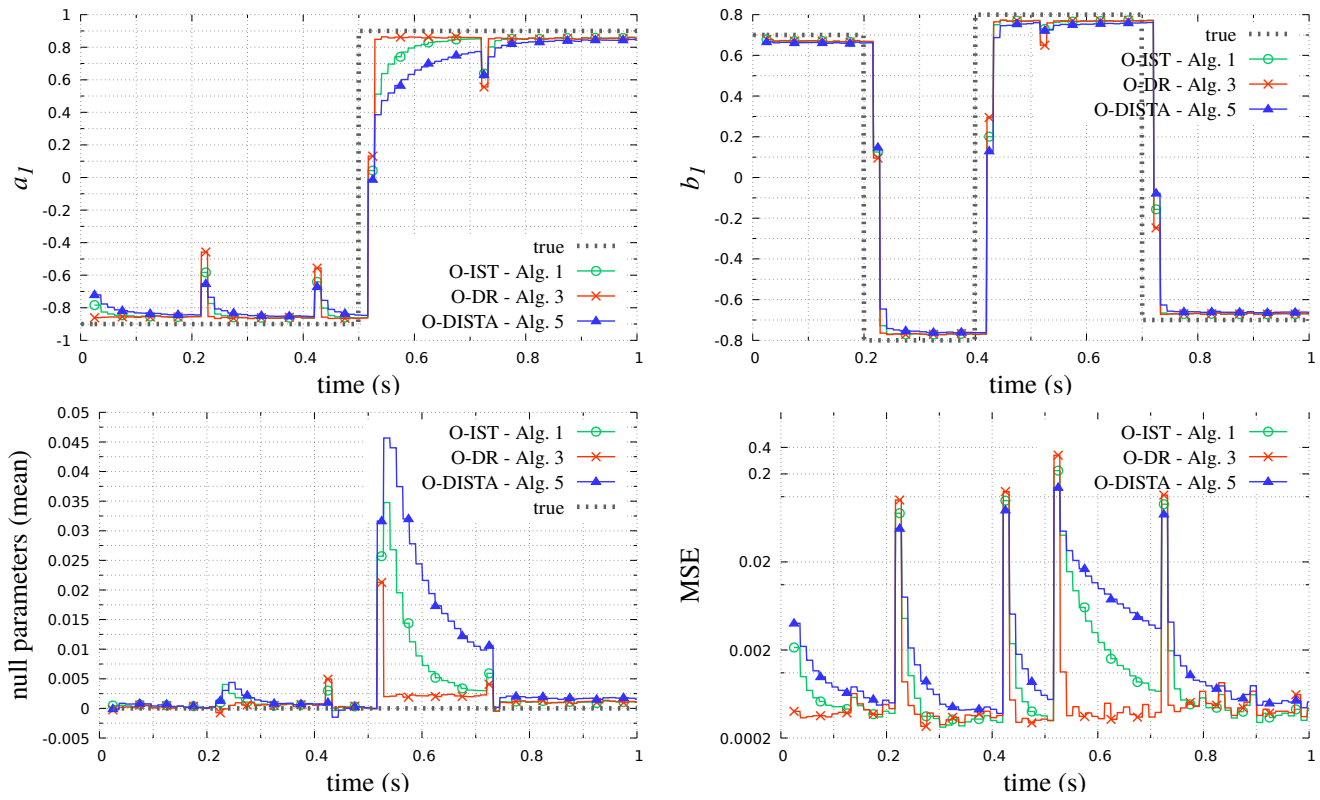 1
0.8
0.6
0.4
0.2
0
-0.2
-0.4
-0.6
-0.8
-1
a1
true
O-IST - Alg. 1
O-DR - Alg. 3
O-DISTA - Alg. 5
0 0.2 0.4 0.6 0.8 1
time (s)
0.8
0.6
0.4
0.2
0
-0.2
-0.4
-0.6
-0.8
b1
true
O-IST - Alg. 1
O-DR - Alg. 3
O-DISTA - Alg. 5
0 0.2 0.4 0.6 0.8 1
time (s)
0.050
0.045
0.04
0.035
0.03
0.025
0.02
0.015
0.01
0.005
0
-0.005
null parameters (mean)
O-IST - Alg. 1
O-DR - Alg. 3
O-DISTA - Alg. 5
true
0 0.2 0.4 0.6 0.8 1
time (s)
0.4
0.2
0.02
0.002
0.0002
MSE
O-IST - Alg. 1
O-DR - Alg. 3
O-DISTA - Alg. 5
0 0.2 0.4 0.6 0.8 1
time (s)